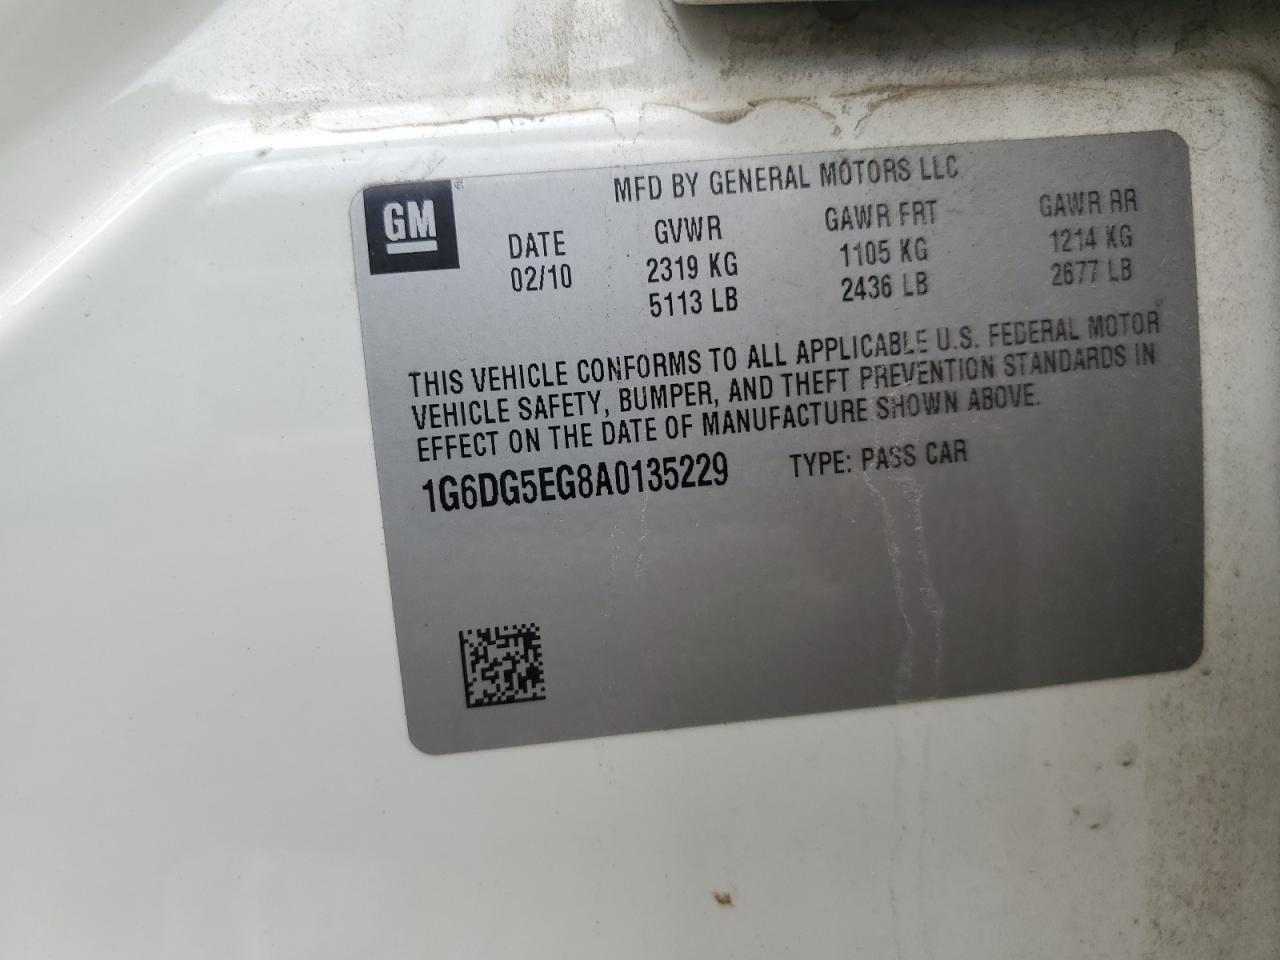 GM®
MFD BY GENERAL MOTORS LLC
DATE GVWR GAWR FRT GAWR RR
02/10 2319 KG 1105 KG 1214 KG
5113 LB 2436 LB 2677 LB
THIS VEHICLE CONFORMS TO ALL APPLICABLE U.S. FEDERAL MOTOR
VEHICLE SAFETY, BUMPER, AND THEFT PREVENTION STANDARDS IN
EFFECT ON THE DATE OF MANUFACTURE SHOWN ABOVE.
1G6DG5EG8A0135229 TYPE: PASS CAR